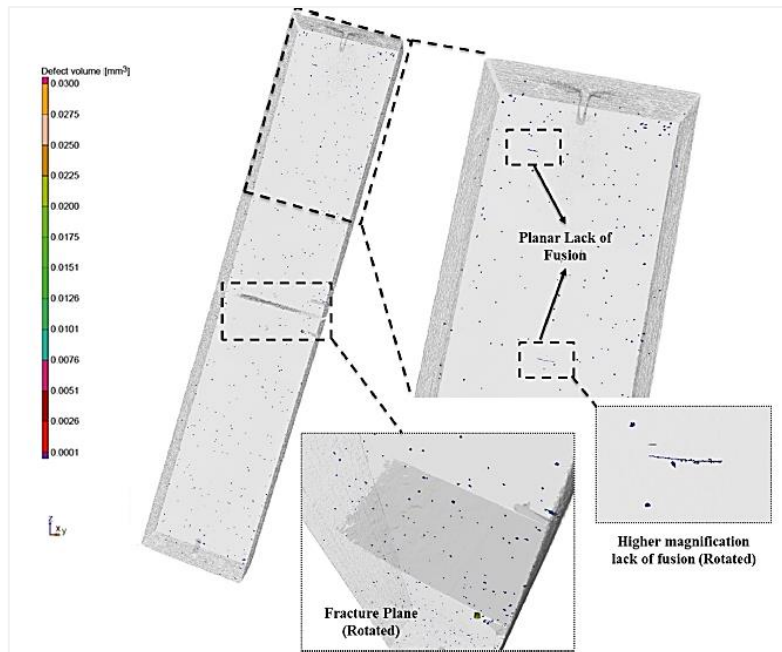 Defect volume :[mm³]
0.0300
0.0275
0.0250
0.0225
0.0200
0.0175
0.0151
0.0126
0.0101
0.0076
0.0051
0.0026
0.0001
Planar Lack of
Fusion
z
x y
Higher magnification
lack of fusion (Rotated)
Fracture Plane
(Rotated)